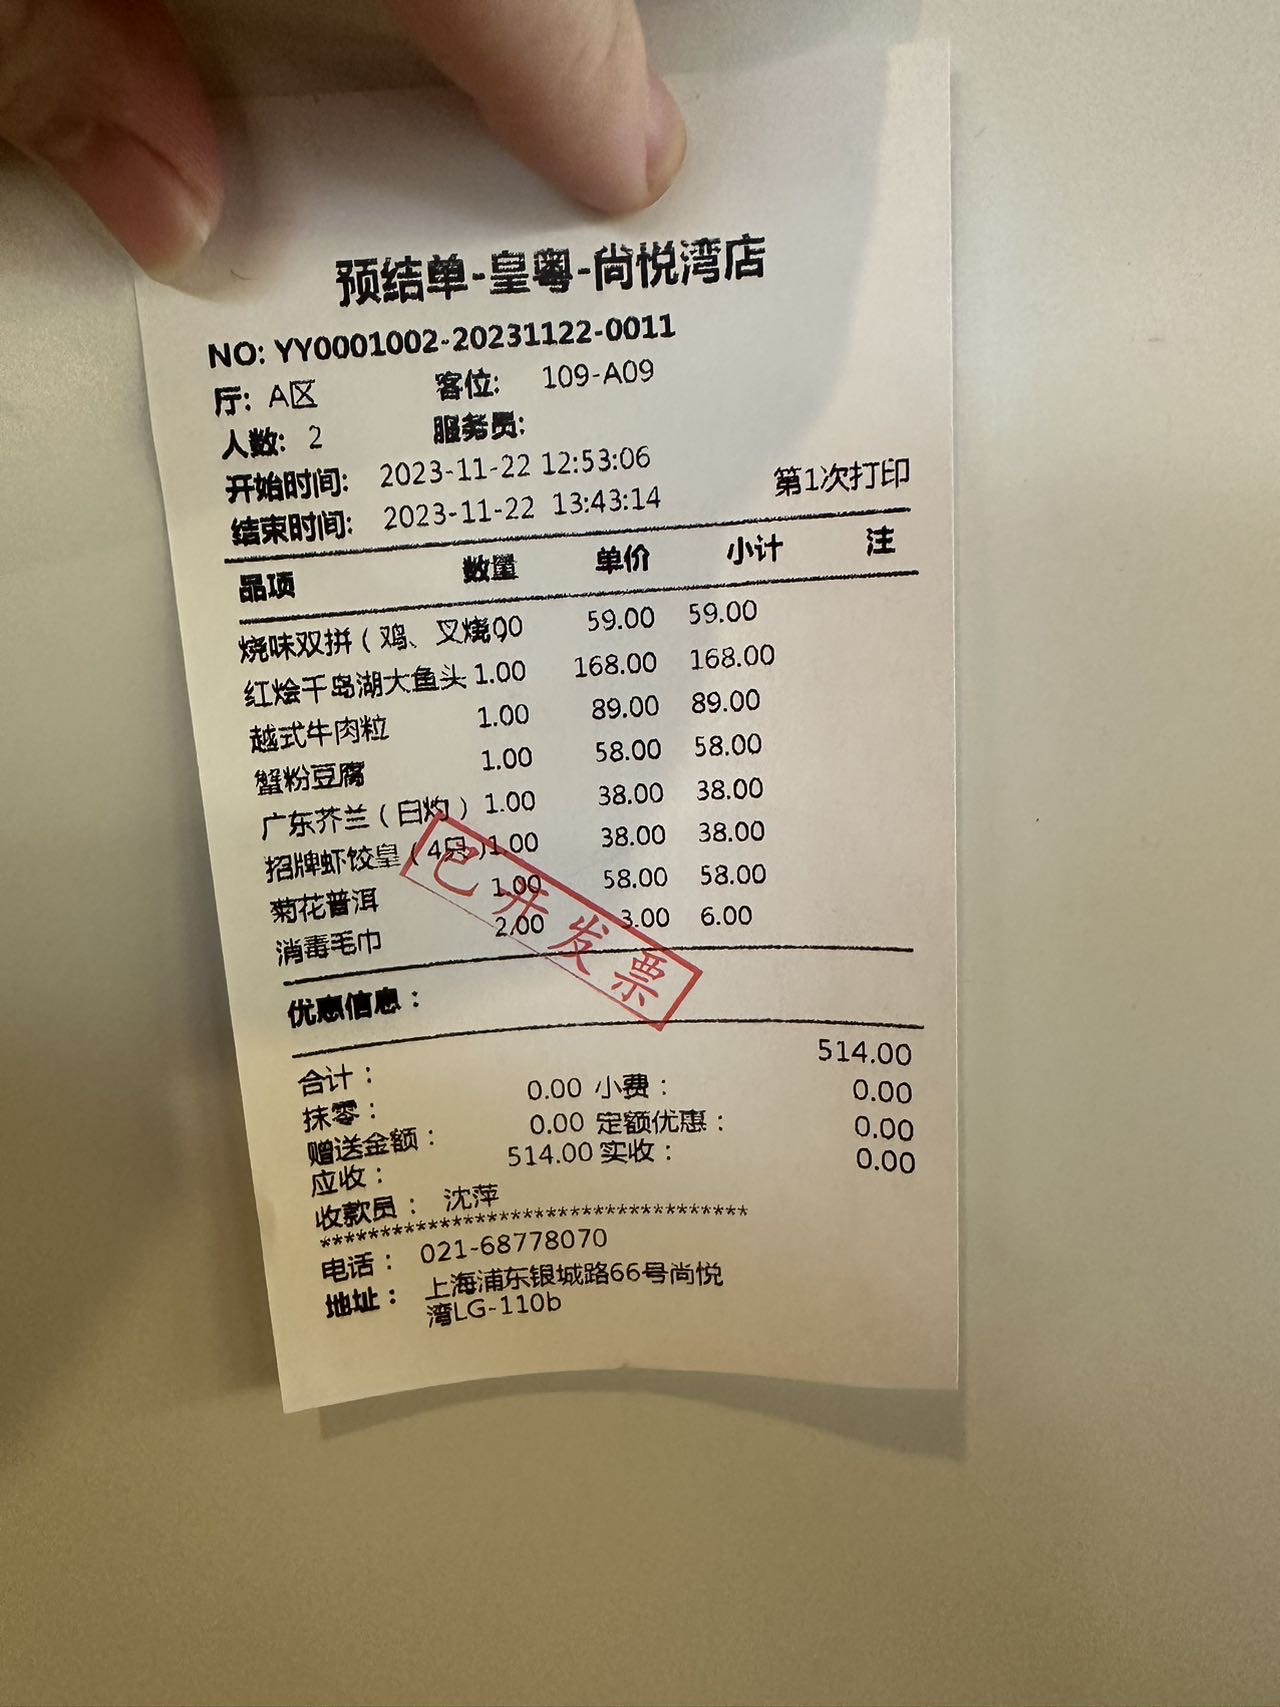 预结单-皇粤-尚悦湾店
NO: YY0001002-20231122-0011
厅: A区 客位: 109-A09
人数: 2 服务员:
开始时间: 2023-11-22 12:53:06
结束时间: 2023-11-22 13:43:14 第1次打印
品项 数量 单价 小计 注
烧味双拼（鸡、叉烧 00 59.00 59.00
红烩千岛湖大鱼头 1.00 168.00 168.00
越式牛肉粒 1.00 89.00 89.00
蟹粉豆腐 1.00 58.00 58.00
广东芥兰（白灼） 1.00 38.00 38.00
招牌虾饺皇（4只）1.00 38.00 38.00
菊花普洱 1.00 58.00 58.00
消毒毛巾 2.00 3.00 6.00
已开发票
优惠信息：
合计： 514.00
抹零： 0.00 小费： 0.00
赠送金额： 0.00 定额优惠： 0.00
应收： 514.00 实收： 0.00
收款员： 沈萍
************************************
电话： 021-68778070
地址： 上海浦东银城路66号尚悦
湾LG-110b